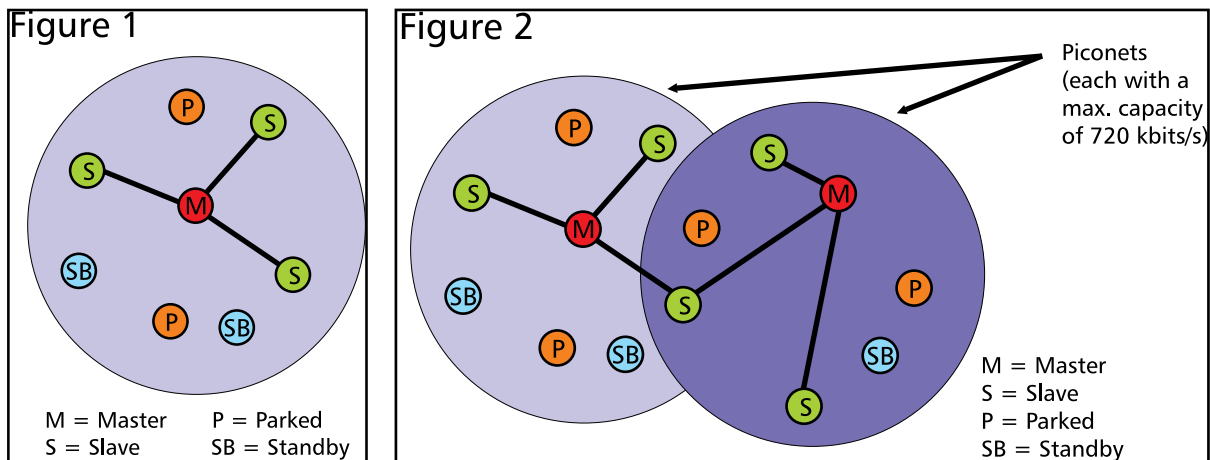 Figure 1
P
S
S
M
S
SB
P
SB
M = Master P = Parked
S = Slave SB = Standby
Figure 2
Piconets
(each with a
max. capacity
of 720 kbits/s)
P
S
S
S
M
M
P
S
SB
P
P
SB
SB
S
M = Master
S = Slave
P = Parked
SB = Standby